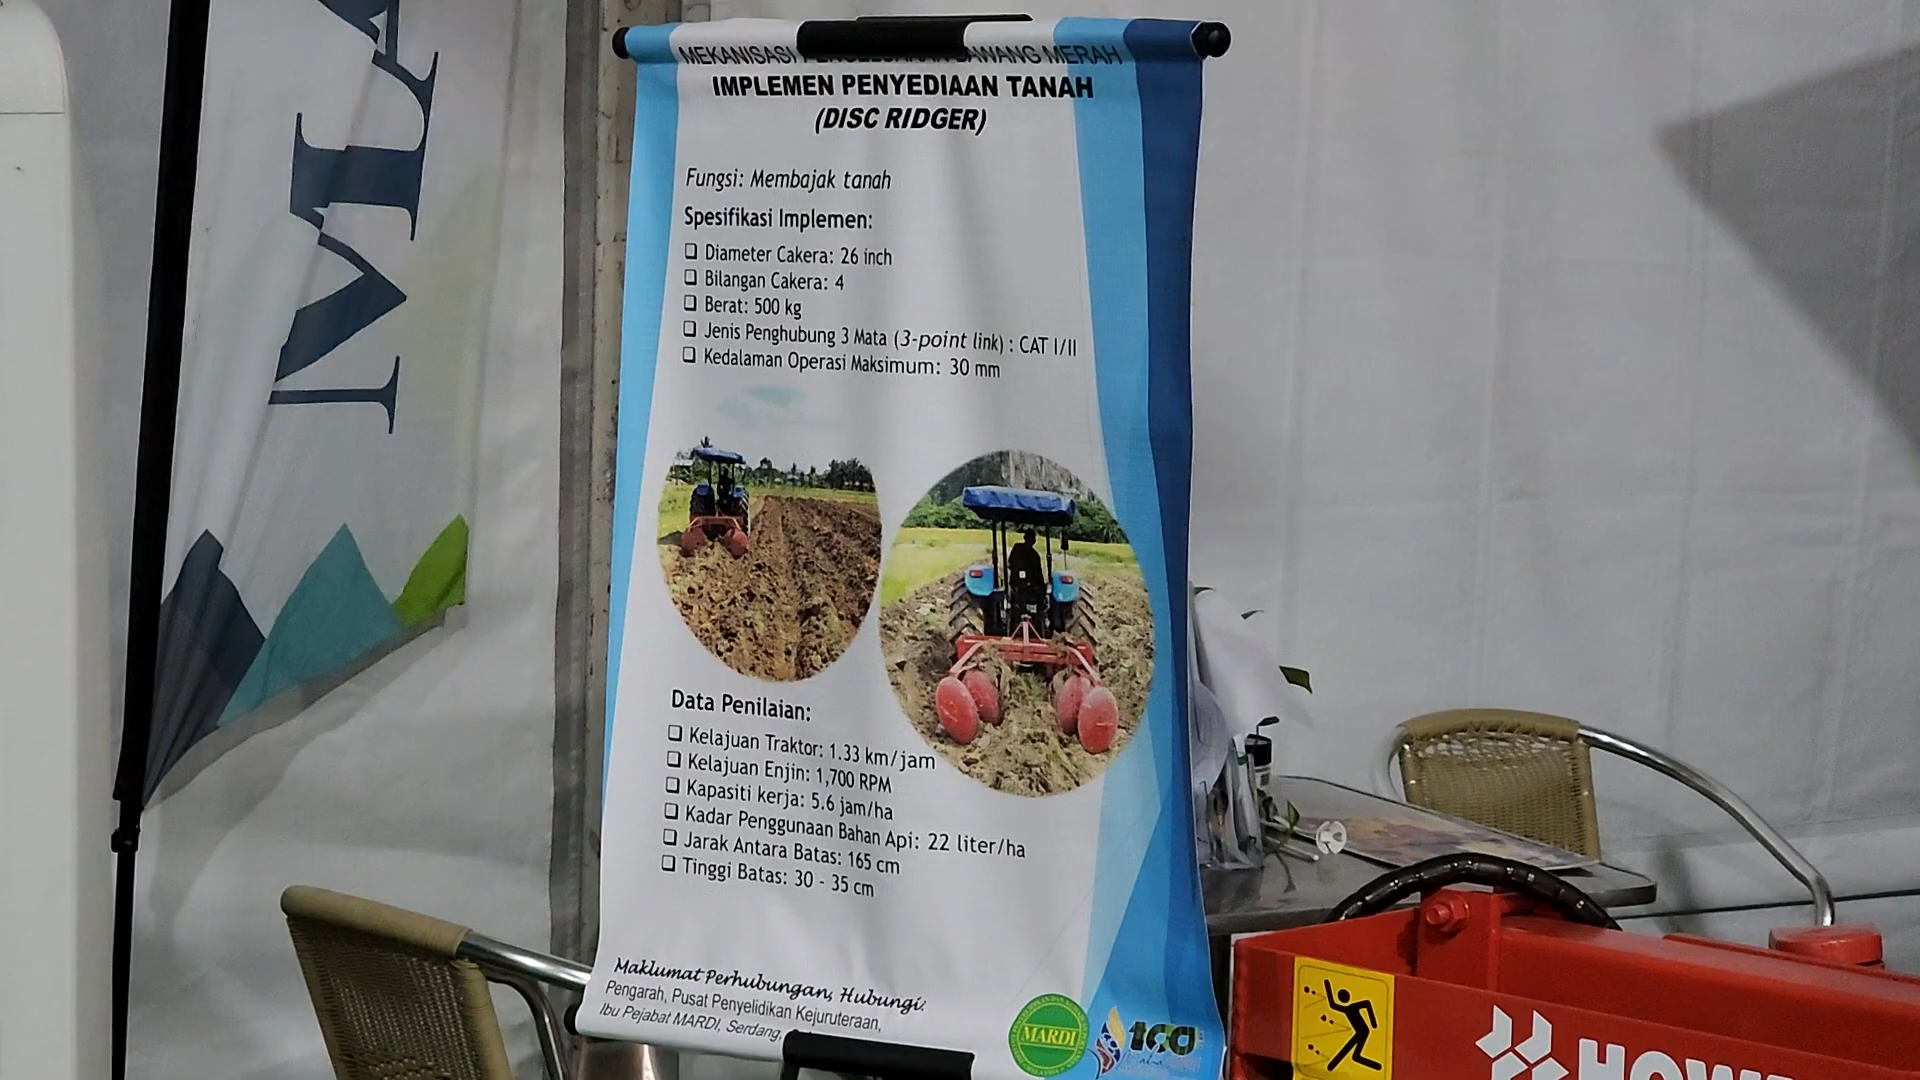 MA
MEKANISASI PENGELUARAN BAWANG MERAH
IMPLEMEN PENYEDIAAN TANAH
(DISC RIDGER)
Fungsi: Membajak tanah
Spesifikasi Implemen:
❑ Diameter Cakera: 26 inch
❑ Bilangan Cakera: 4
❑ Berat: 500 kg
❑ Jenis Penghubung 3 Mata (3-point link) : CAT I/II
❑ Kedalaman Operasi Maksimum: 30 mm
Data Penilaian:
❑ Kelajuan Traktor: 1.33 km/jam
❑ Kelajuan Enjin: 1,700 RPM
❑ Kapasiti kerja: 5.6 jam/ha
❑ Kadar Penggunaan Bahan Api: 22 liter/ha
❑ Jarak Antara Batas: 165 cm
❑ Tinggi Batas: 30 - 35 cm
Maklumat Perhubungan, Hubungi:
Pengarah, Pusat Penyelidikan Kejuruteraan,
Ibu Pejabat MARDI, Serdang,
MARDI
HOW